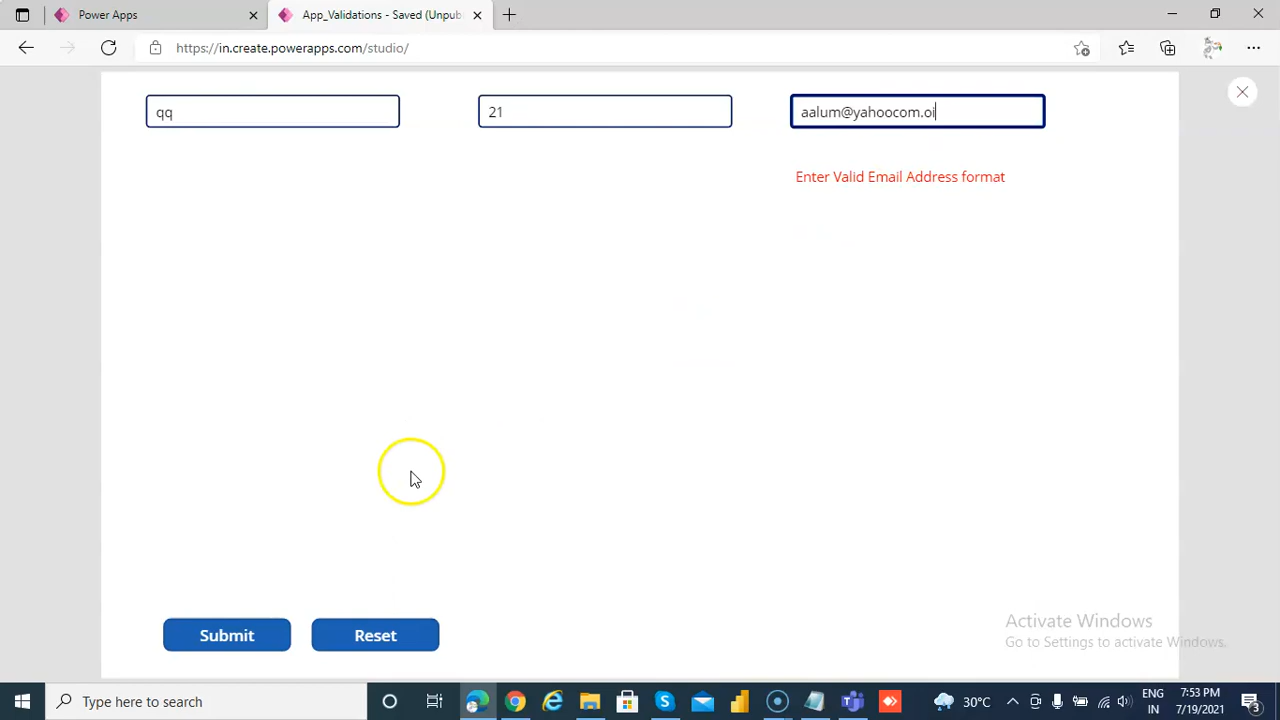 Power Apps
App_Validations - Saved (Unpub
https://in.create.powerapps.com/studio/
qq
21
aalum@yahoocom.oi
Enter Valid Email Address format
Submit
Reset
Activate Windows
Go to Settings to activate Windows.
Type here to search
30°C
ENG
IN
7:53 PM
7/19/2021
3